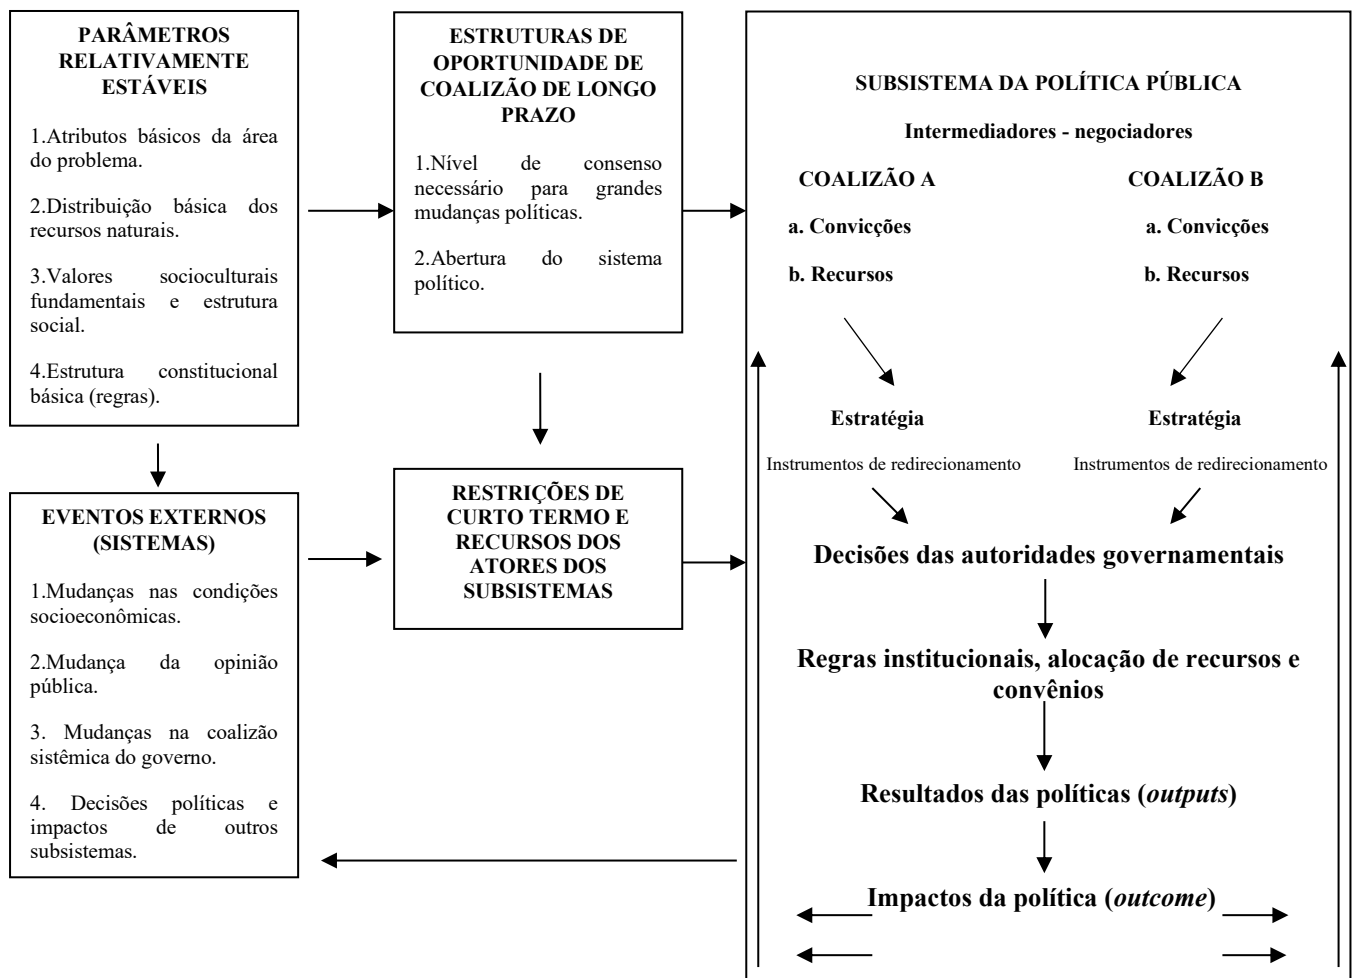 PARÂMETROS
RELATIVAMENTE
ESTÁVEIS
1.Atributos básicos da área
do problema.
2.Distribuição básica dos
recursos naturais.
3.Valores socioculturais
fundamentais e estrutura
social.
4.Estrutura constitucional
básica (regras).
EVENTOS EXTERNOS
(SISTEMAS)
1.Mudanças nas condições
socioeconômicas.
2.Mudança da opinião
pública.
3. Mudanças na coalizão
sistêmica do governo.
4. Decisões políticas e
impactos de outros
subsistemas.
ESTRUTURAS DE
OPORTUNIDADE DE
COALIZÃO DE LONGO
PRAZO
1.Nível de consenso
necessário para grandes
mudanças políticas.
2.Abertura do sistema
político.
RESTRIÇÕES DE
CURTO TERMO E
RECURSOS DOS
ATORES DOS
SUBSISTEMAS
SUBSISTEMA DA POLÍTICA PÚBLICA
Intermediadores - negociadores
COALIZÃO A COALIZÃO B
a. Convicções a. Convicções
b. Recursos b. Recursos
Estratégia Estratégia
Instrumentos de redirecionamento Instrumentos de redirecionamento
Decisões das autoridades governamentais
Regras institucionais, alocação de recursos e
convênios
Resultados das políticas (outputs)
Impactos da política (outcome)